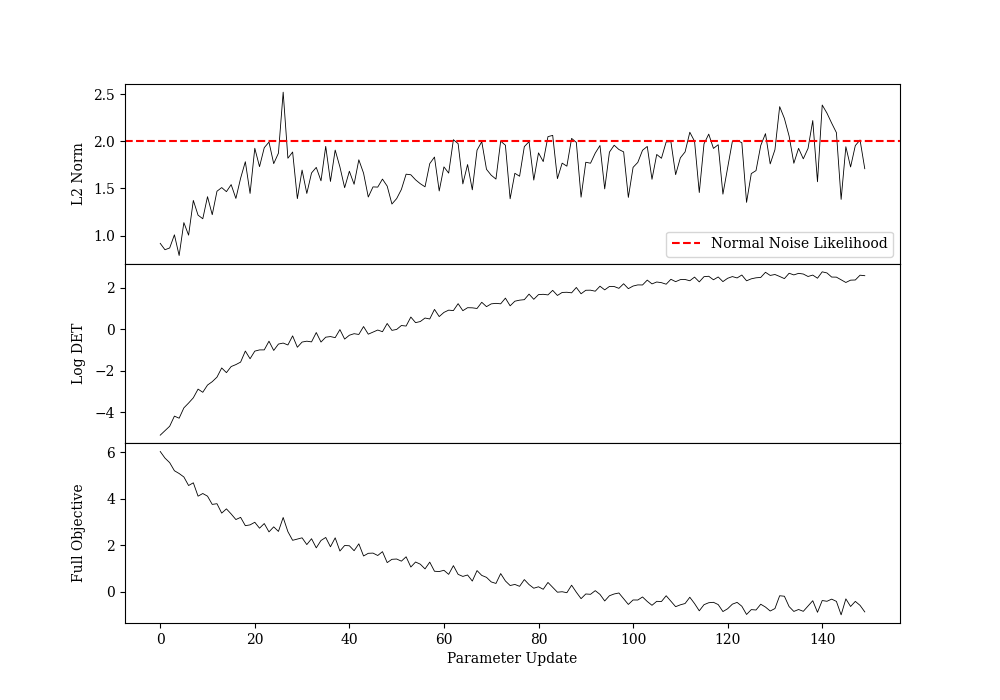 2.5
2.0
1.5
1.0
L2 Norm
Normal Noise Likelihood
2
0
−2
−4
Log DET
6
4
2
0
Full Objective
0 20 40 60 80 100 120 140
Parameter Update